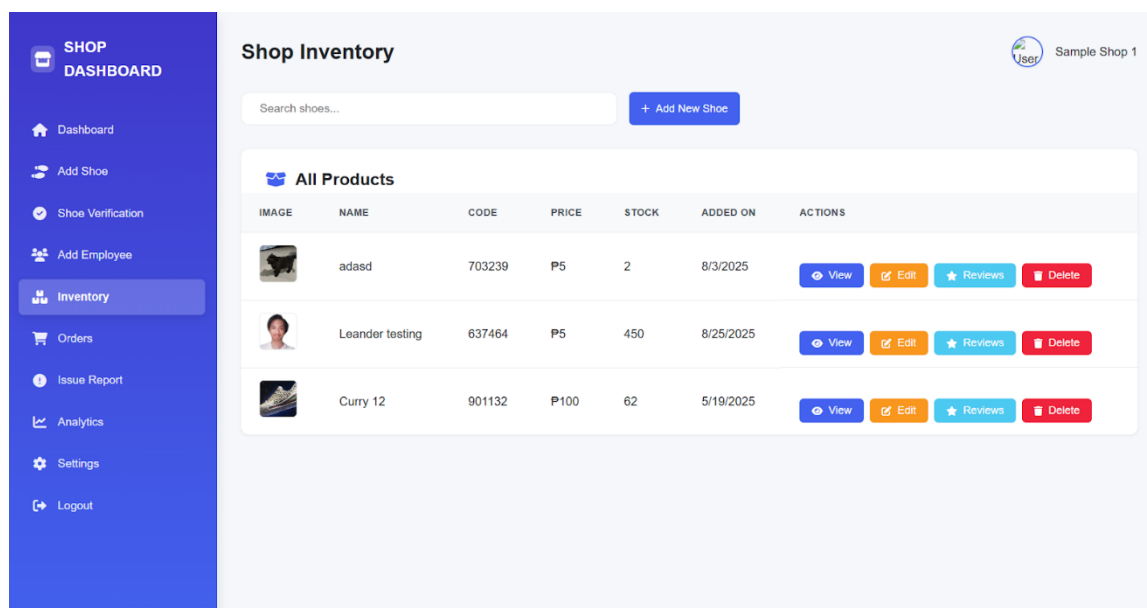 SHOP
DASHBOARD
Dashboard
Add Shoe
Shoe Verification
Add Employee
Inventory
Orders
Issue Report
Analytics
Settings
Logout
Shop Inventory
User
Sample Shop 1
Search shoes...
+ Add New Shoe
All Products
IMAGE NAME CODE PRICE STOCK ADDED ON ACTIONS
adasd 703239 ₱5 2 8/3/2025 View Edit Reviews Delete
Leander testing 637464 ₱5 450 8/25/2025 View Edit Reviews Delete
Curry 12 901132 ₱100 62 5/19/2025 View Edit Reviews Delete